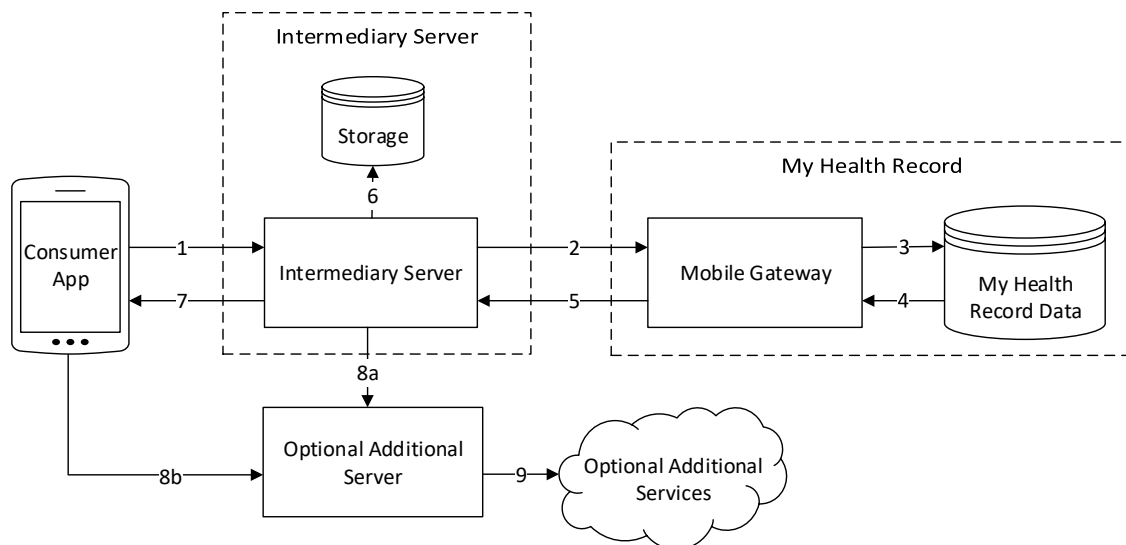 Intermediary Server
Storage
My Health Record
6
Consumer
App
1
Intermediary Server
2
Mobile Gateway
3
My Health
Record Data
7
5
4
8a
Optional Additional
Server
8b
9
Optional Additional
Services